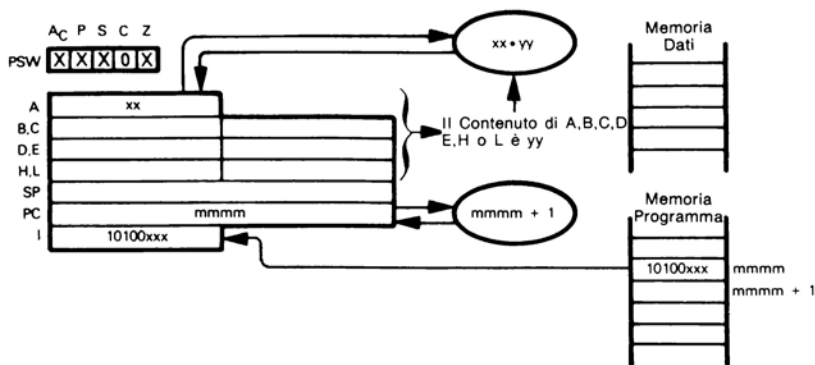 AC P S C Z
PSW X X X 0 X
A xx
B,C
D,E
H,L
SP
PC mmmm
I 10100xxx
xx • yy
Il Contenuto di A,B,C,D
E,H o L è yy
mmmm + 1
Memoria
Dati
Memoria
Programma
10100xxx mmmm
mmmm + 1